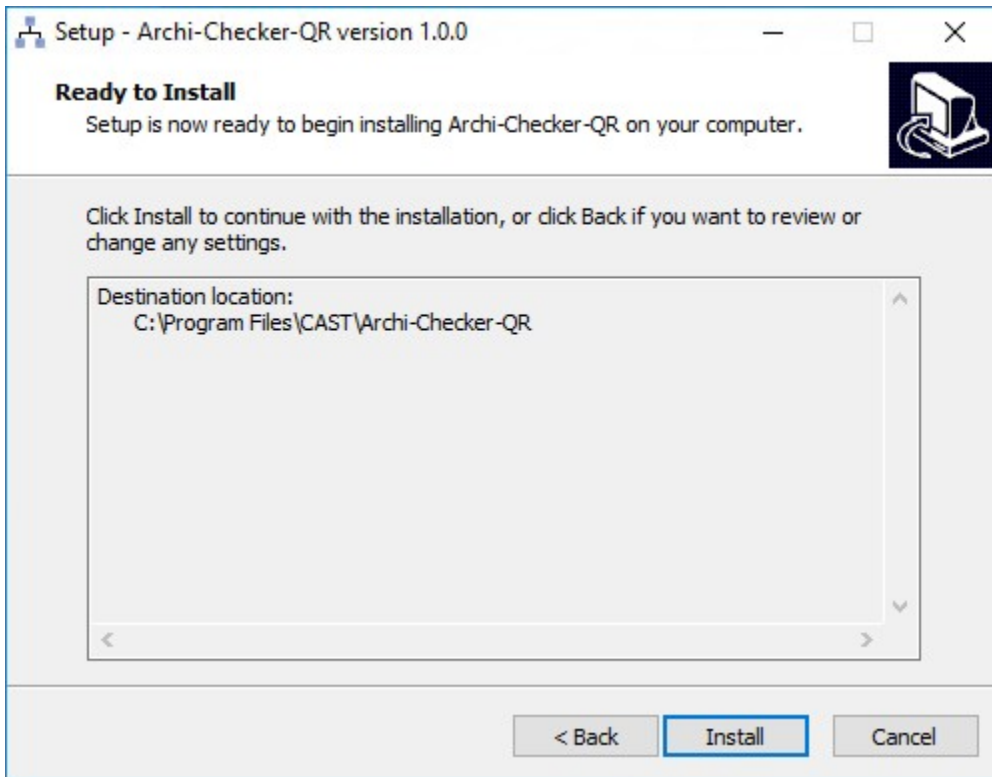 Setup - Archi-Checker-QR version 1.0.0
Ready to Install
Setup is now ready to begin installing Archi-Checker-QR on your computer.
Click Install to continue with the installation, or click Back if you want to review or
change any settings.
Destination location:
C:\Program Files\CAST\Archi-Checker-QR
< Back
Install
Cancel